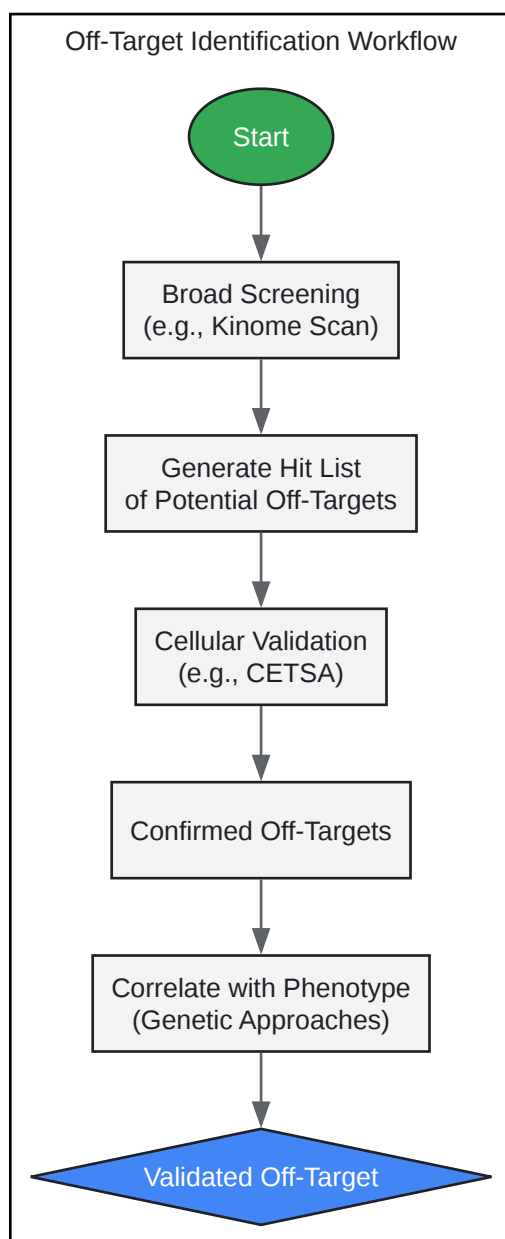 Off-Target Identification Workflow
Start
Broad Screening
(e.g., Kinome Scan)
Generate Hit List
of Potential Off-Targets
Cellular Validation
(e.g., CETSA)
Confirmed Off-Targets
Correlate with Phenotype
(Genetic Approaches)
Validated Off-Target